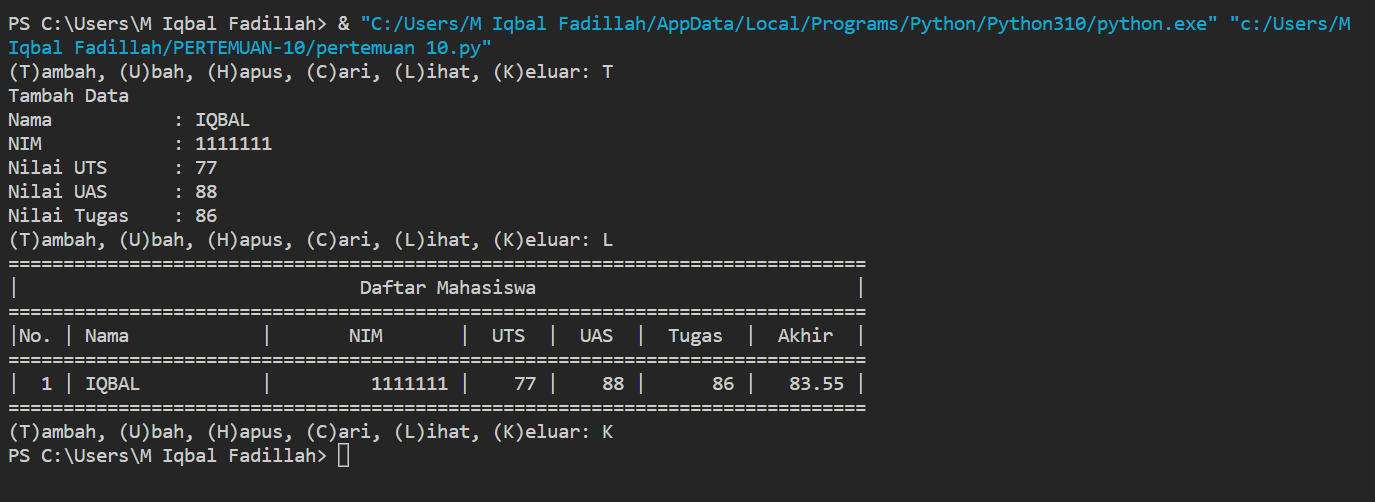 PS C:\Users\M Iqbal Fadillah> & "C:/Users/M Iqbal Fadillah/AppData/Local/Programs/Python/Python310/python.exe" "c:/Users/M
Iqbal Fadillah/PERTEMUAN-10/pertemuan 10.py"
(T)ambah, (U)bah, (H)apus, (C)ari, (L)ihat, (K)eluar: T
Tambah Data
Nama           : IQBAL
NIM            : 1111111
Nilai UTS      : 77
Nilai UAS      : 88
Nilai Tugas    : 86
(T)ambah, (U)bah, (H)apus, (C)ari, (L)ihat, (K)eluar: L
==============================================================================
|                               Daftar Mahasiswa                             |
==============================================================================
|No. | Nama            |       NIM       |  UTS  |  UAS  |  Tugas  |  Akhir  |
==============================================================================
|  1 | IQBAL           |         1111111 |    77 |    88 |      86 |   83.55 |
==============================================================================
(T)ambah, (U)bah, (H)apus, (C)ari, (L)ihat, (K)eluar: K
PS C:\Users\M Iqbal Fadillah>